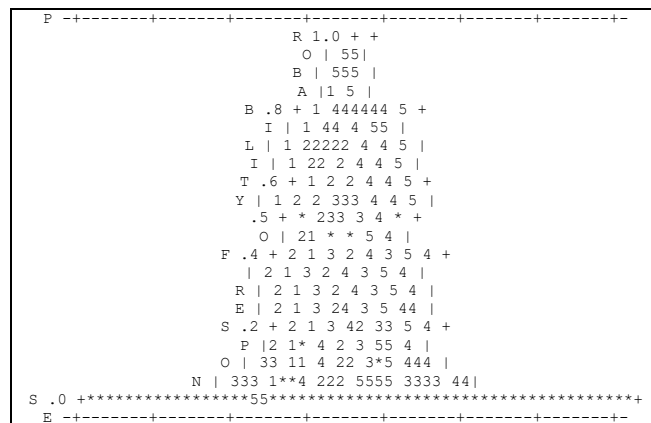 P -+-------+-------+-------+-------+-------+-------+-------+-
R 1.0 + +
O | 55|
B | 555 |
A |1 5 |
B .8 + 1 444444 5 +
I | 1 44 4 55 |
L | 1 22222 4 4 5 |
I | 1 22 2 4 4 5 |
T .6 + 1 2 2 4 4 5 +
Y | 1 2 2 333 4 4 5 |
.5 + * 233 3 4 * +
O | 21 * * 5 4 |
F .4 + 2 1 3 2 4 3 5 4 +
| 2 1 3 2 4 3 5 4 |
R | 2 1 3 2 4 3 5 4 |
E | 2 1 3 24 3 5 44 |
S .2 + 2 1 3 42 33 5 4 +
P |2 1* 4 2 3 55 4 |
O | 33 11 4 22 3*5 444 |
N | 333 1**4 222 5555 3333 44|
S .0 +*****************55************************************+
E -+-------+-------+-------+-------+-------+-------+-------+-